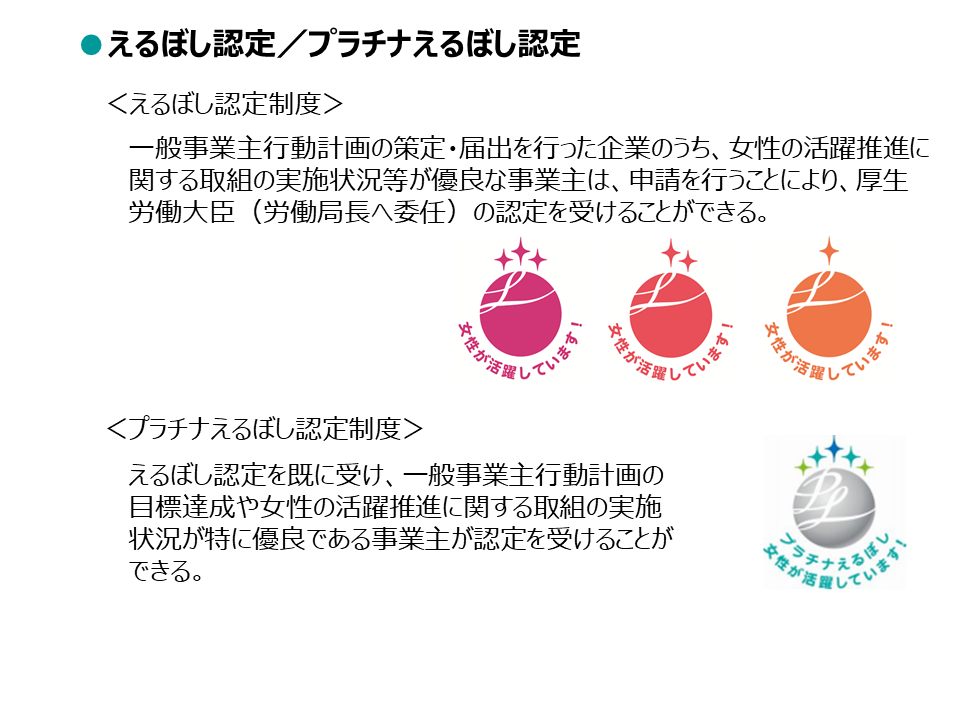 ●えるぼし認定／プラチナえるぼし認定
＜えるぼし認定制度＞
一般事業主行動計画の策定・届出を行った企業のうち、女性の活躍推進に
関する取組の実施状況等が優良な事業主は、申請を行うことにより、厚生
労働大臣（労働局長へ委任）の認定を受けることができる。
女性が活躍しています！
女性が活躍しています！
女性が活躍しています！
＜プラチナえるぼし認定制度＞
えるぼし認定を既に受け、一般事業主行動計画の
目標達成や女性の活躍推進に関する取組の実施
状況が特に優良である事業主が認定を受けることが
できる。
プラチナえるぼし
女性が活躍しています！